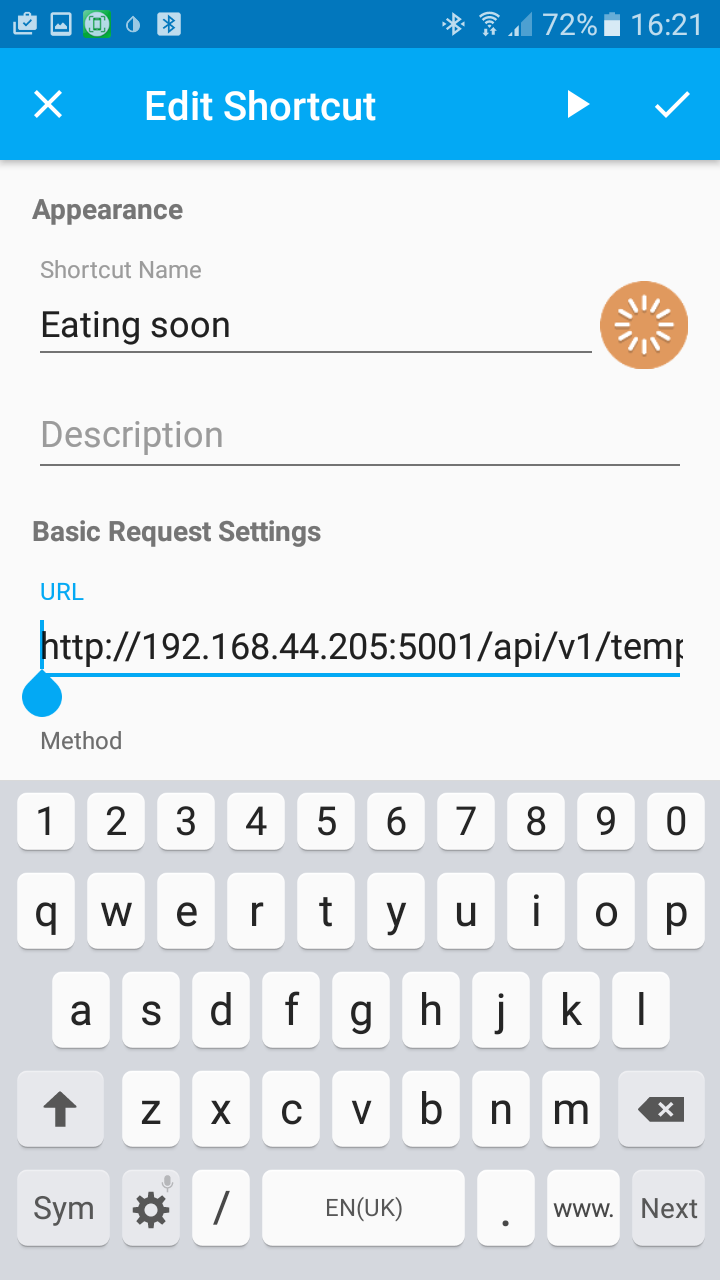 72% 16:21
Edit Shortcut
Appearance
Shortcut Name
Eating soon
Description
Basic Request Settings
URL
http://192.168.44.205:5001/api/v1/temp
Method
1 2 3 4 5 6 7 8 9 0
q w e r t y u i o p
a s d f g h j k l
z x c v b n m
Sym / EN(UK) . www. Next